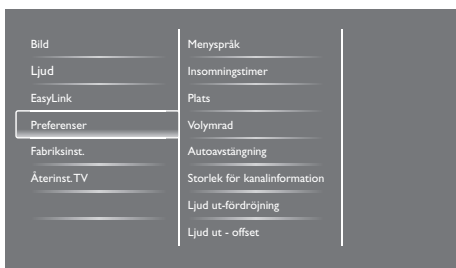 Bild
Ljud
EasyLink
Preferenser
Fabriksinst.
Återinst.TV
Menyspråk
Insomningstimer
Plats
Volymrad
Autoavstängning
Storlek för kanalinformation
Ljud ut-fördröjning
Ljud ut - offset